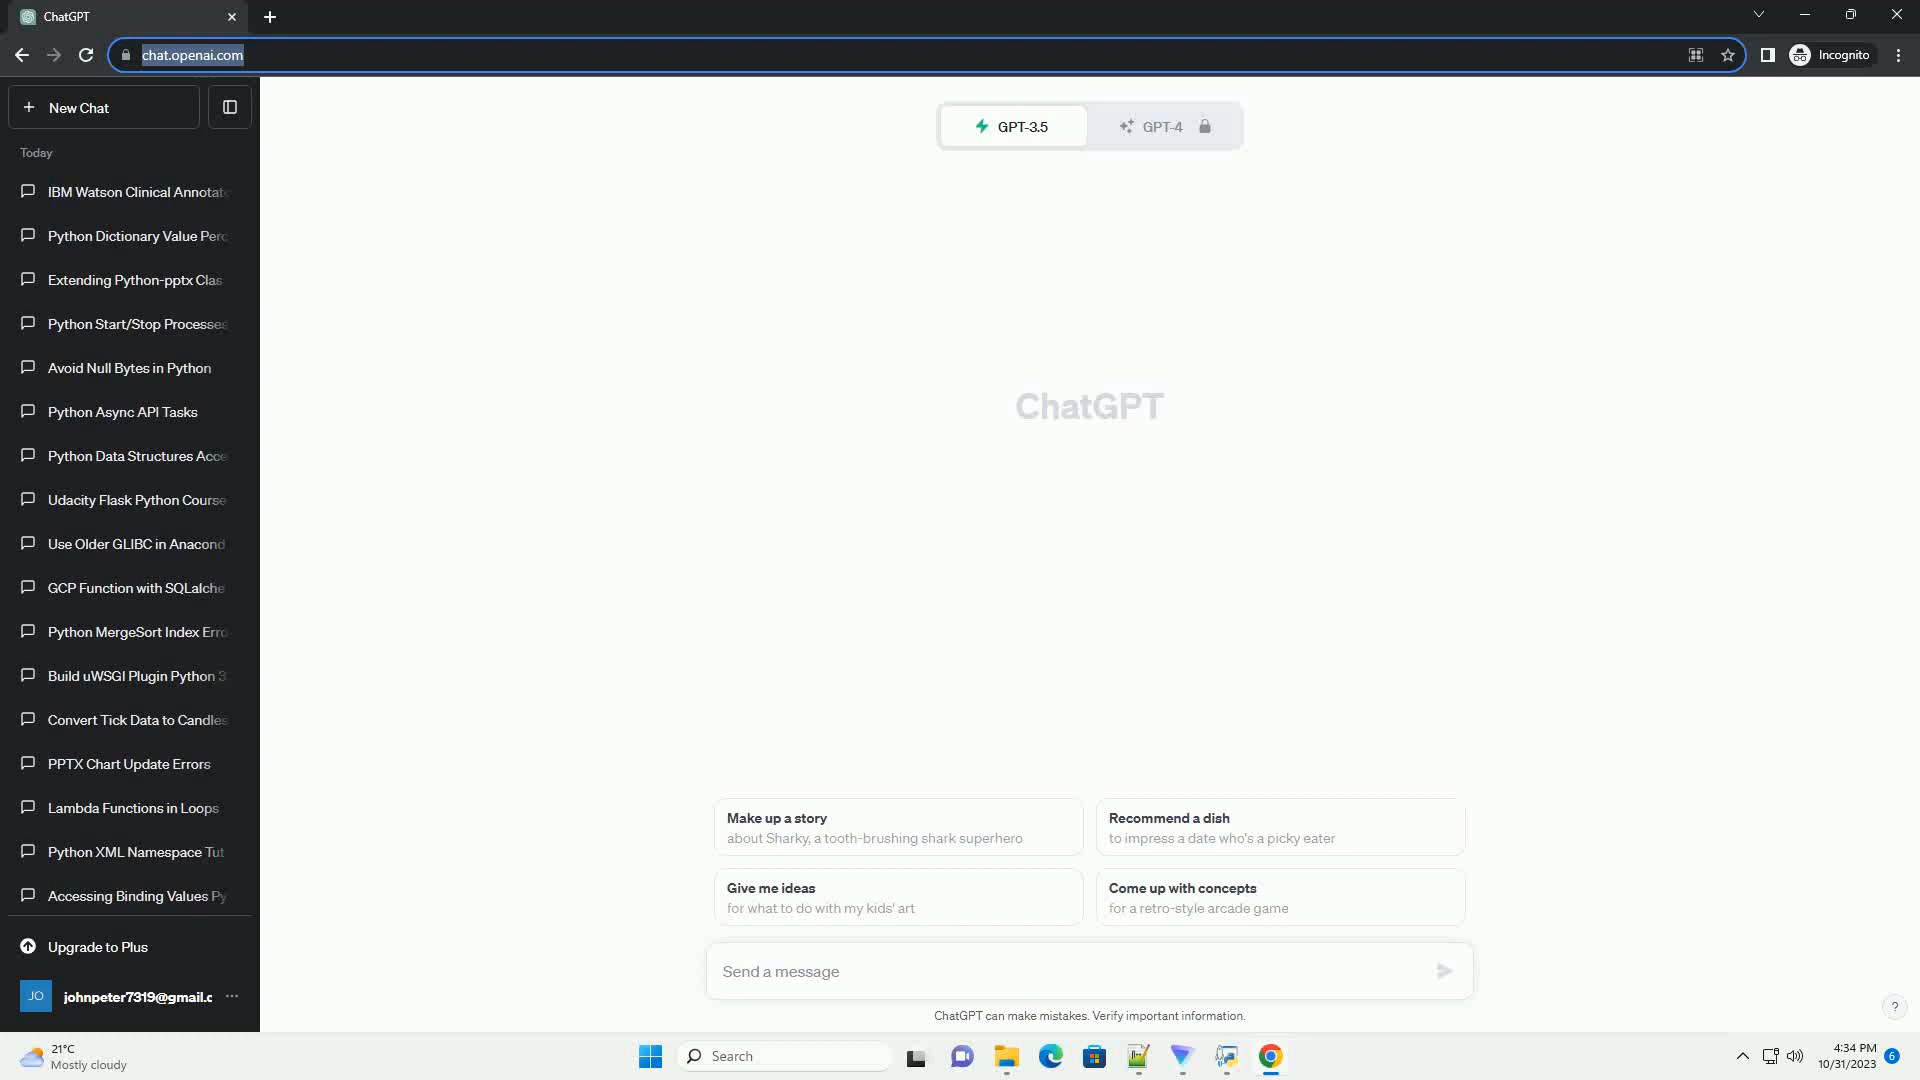 ChatGPT
chat.openai.com
Incognito
New Chat
GPT-3.5
GPT-4
Today
IBM Watson Clinical Annotat
Python Dictionary Value Perc
Extending Python-pptx Clas
Python Start/Stop Processes
Avoid Null Bytes in Python
Python Async API Tasks
Python Data Structures Acce
Udacity Flask Python Course
Use Older GLIBC in Anacond
GCP Function with SQLalche
Python MergeSort Index Erro
Build uWSGI Plugin Python 3
Convert Tick Data to Candles
PPTX Chart Update Errors
Lambda Functions in Loops
Python XML Namespace Tut
Accessing Binding Values Py
Upgrade to Plus
JO
johnpeter7319@gmail.c
ChatGPT
Make up a story
about Sharky, a tooth-brushing shark superhero
Recommend a dish
to impress a date who's a picky eater
Give me ideas
for what to do with my kids' art
Come up with concepts
for a retro-style arcade game
Send a message
ChatGPT can make mistakes. Verify important information.
?
21°C
Mostly cloudy
Search
4:34 PM
10/31/2023
6